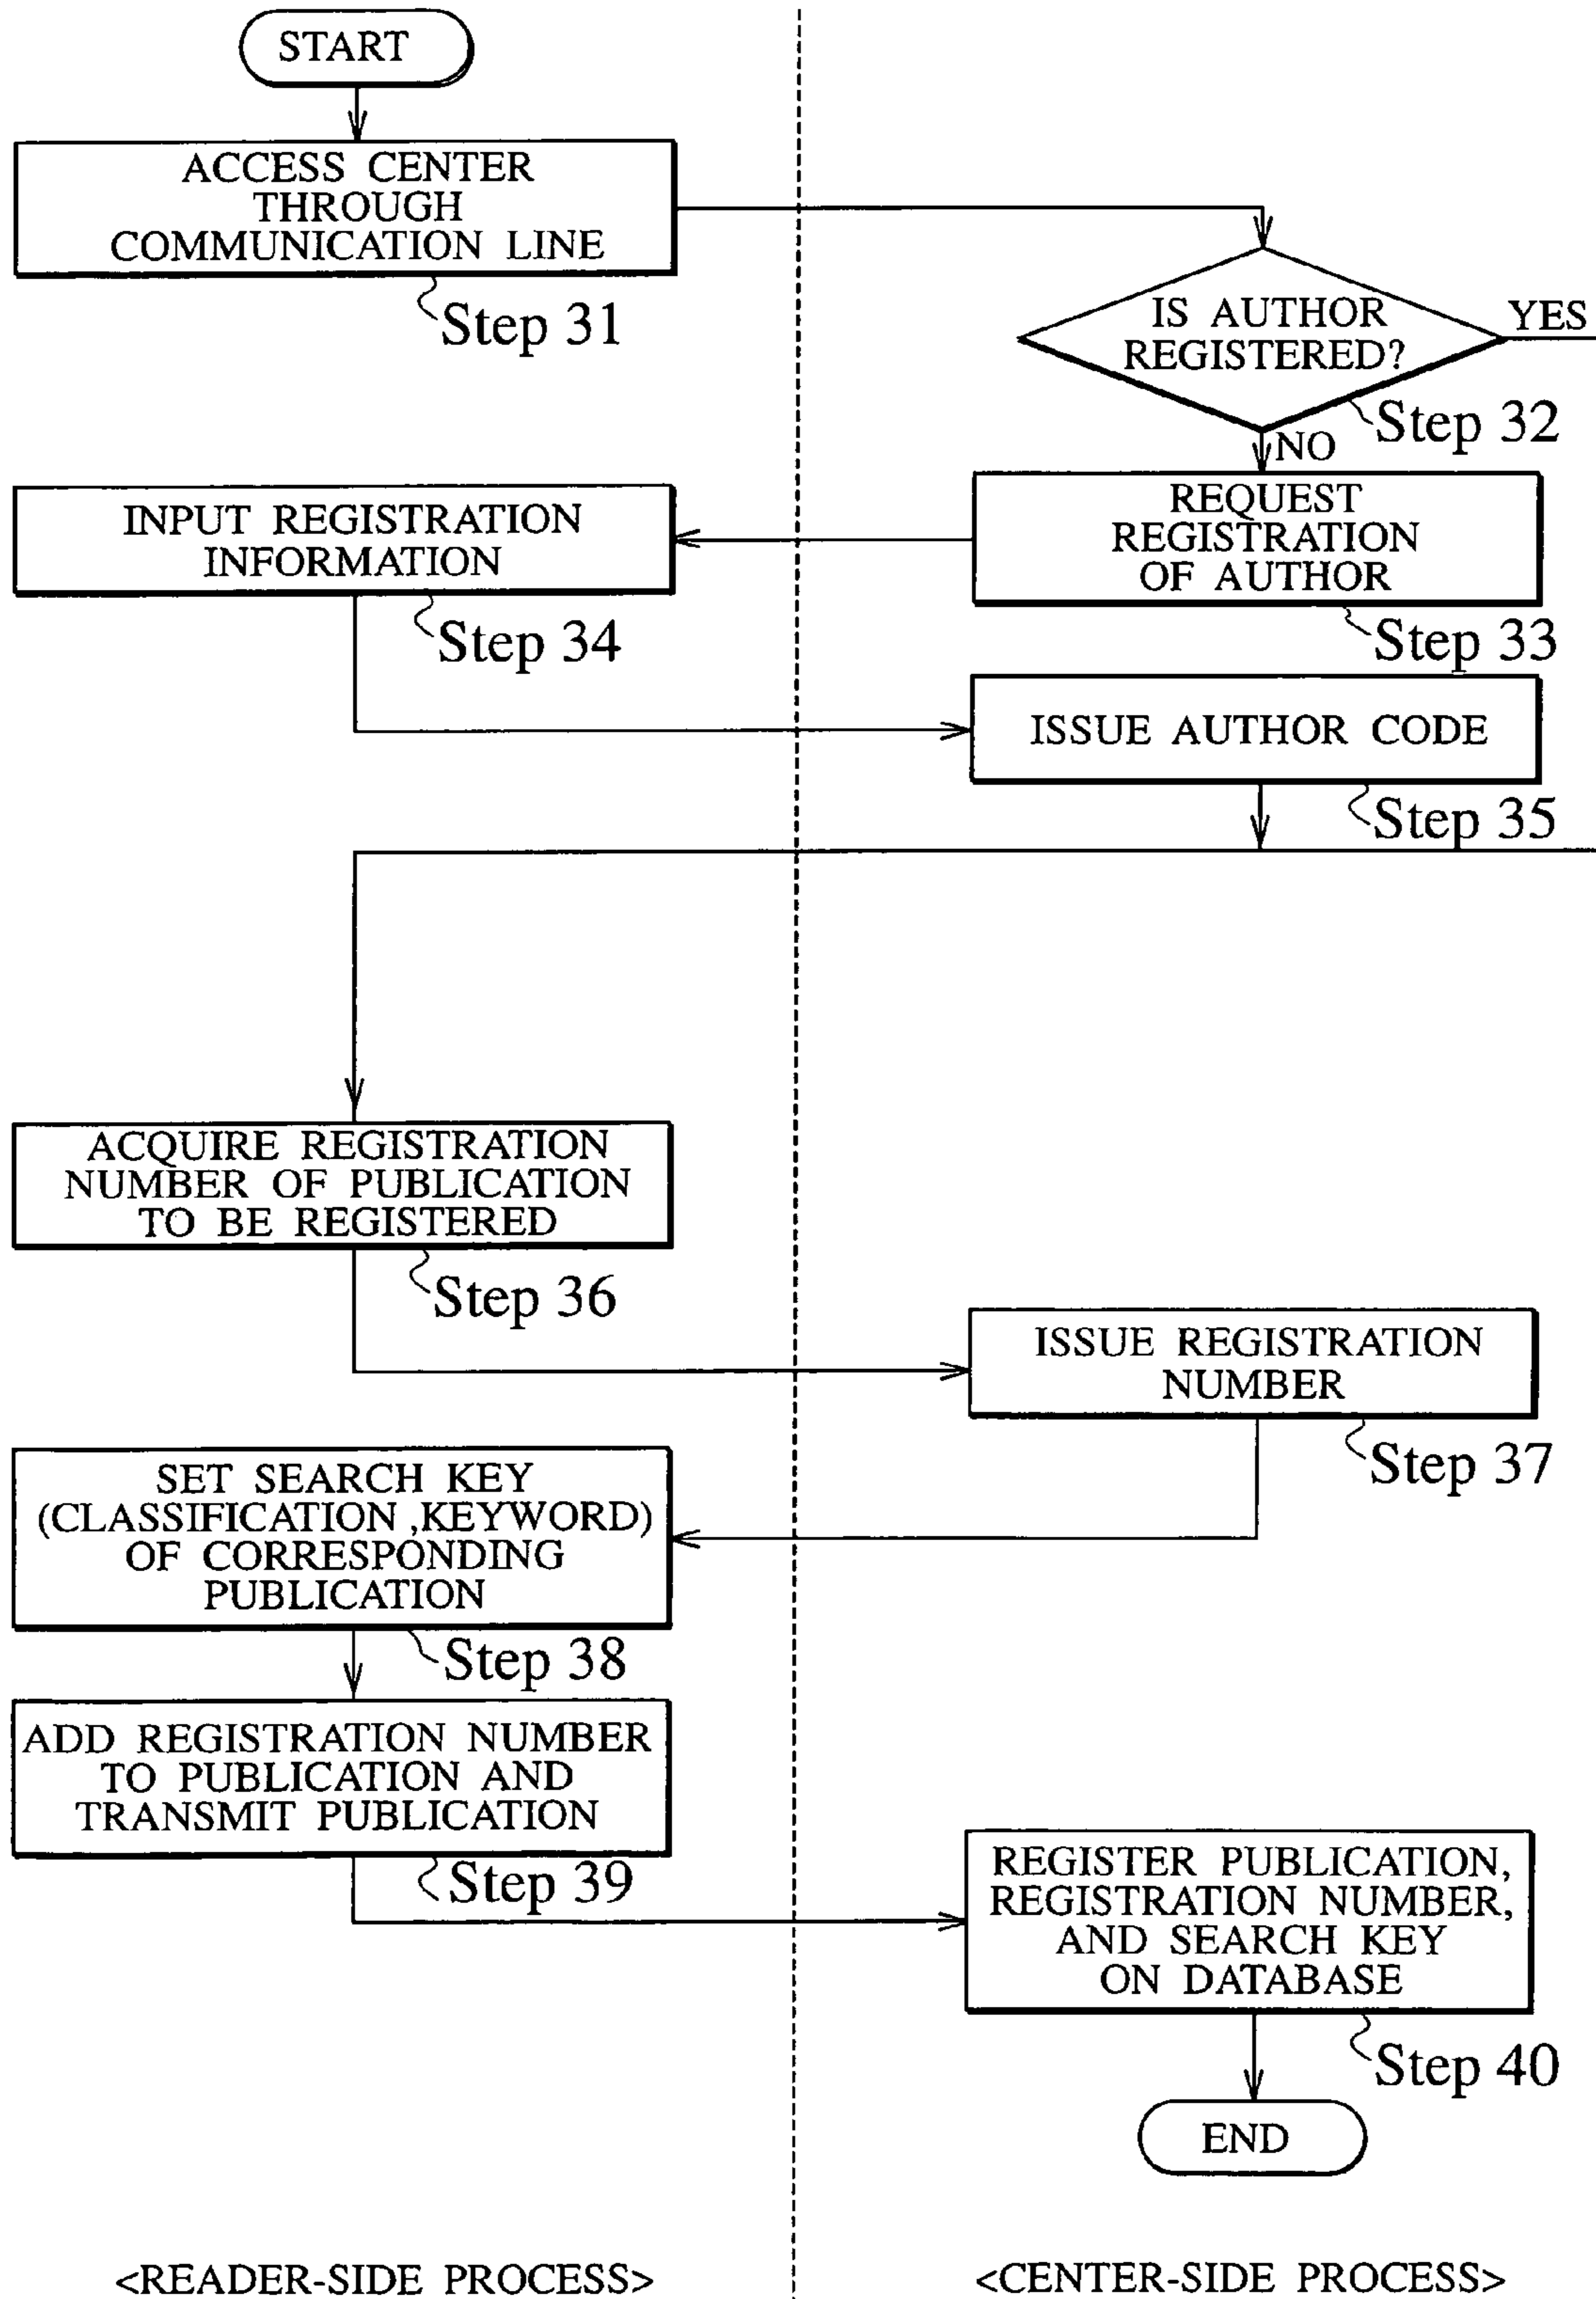 START
ACCESS CENTER
THROUGH
COMMUNICATION LINE
Step 31
IS AUTHOR
REGISTERED?
YES
Step 32
NO
REQUEST
REGISTRATION
OF AUTHOR
Step 33
INPUT REGISTRATION
INFORMATION
Step 34
ISSUE AUTHOR CODE
Step 35
ACQUIRE REGISTRATION
NUMBER OF PUBLICATION
TO BE REGISTERED
Step 36
ISSUE REGISTRATION
NUMBER
Step 37
SET SEARCH KEY
(CLASSIFICATION ,KEYWORD)
OF CORRESPONDING
PUBLICATION
Step 38
ADD REGISTRATION NUMBER
TO PUBLICATION AND
TRANSMIT PUBLICATION
Step 39
REGISTER PUBLICATION,
REGISTRATION NUMBER,
AND SEARCH KEY
ON DATABASE
Step 40
END
<READER-SIDE PROCESS>
<CENTER-SIDE PROCESS>